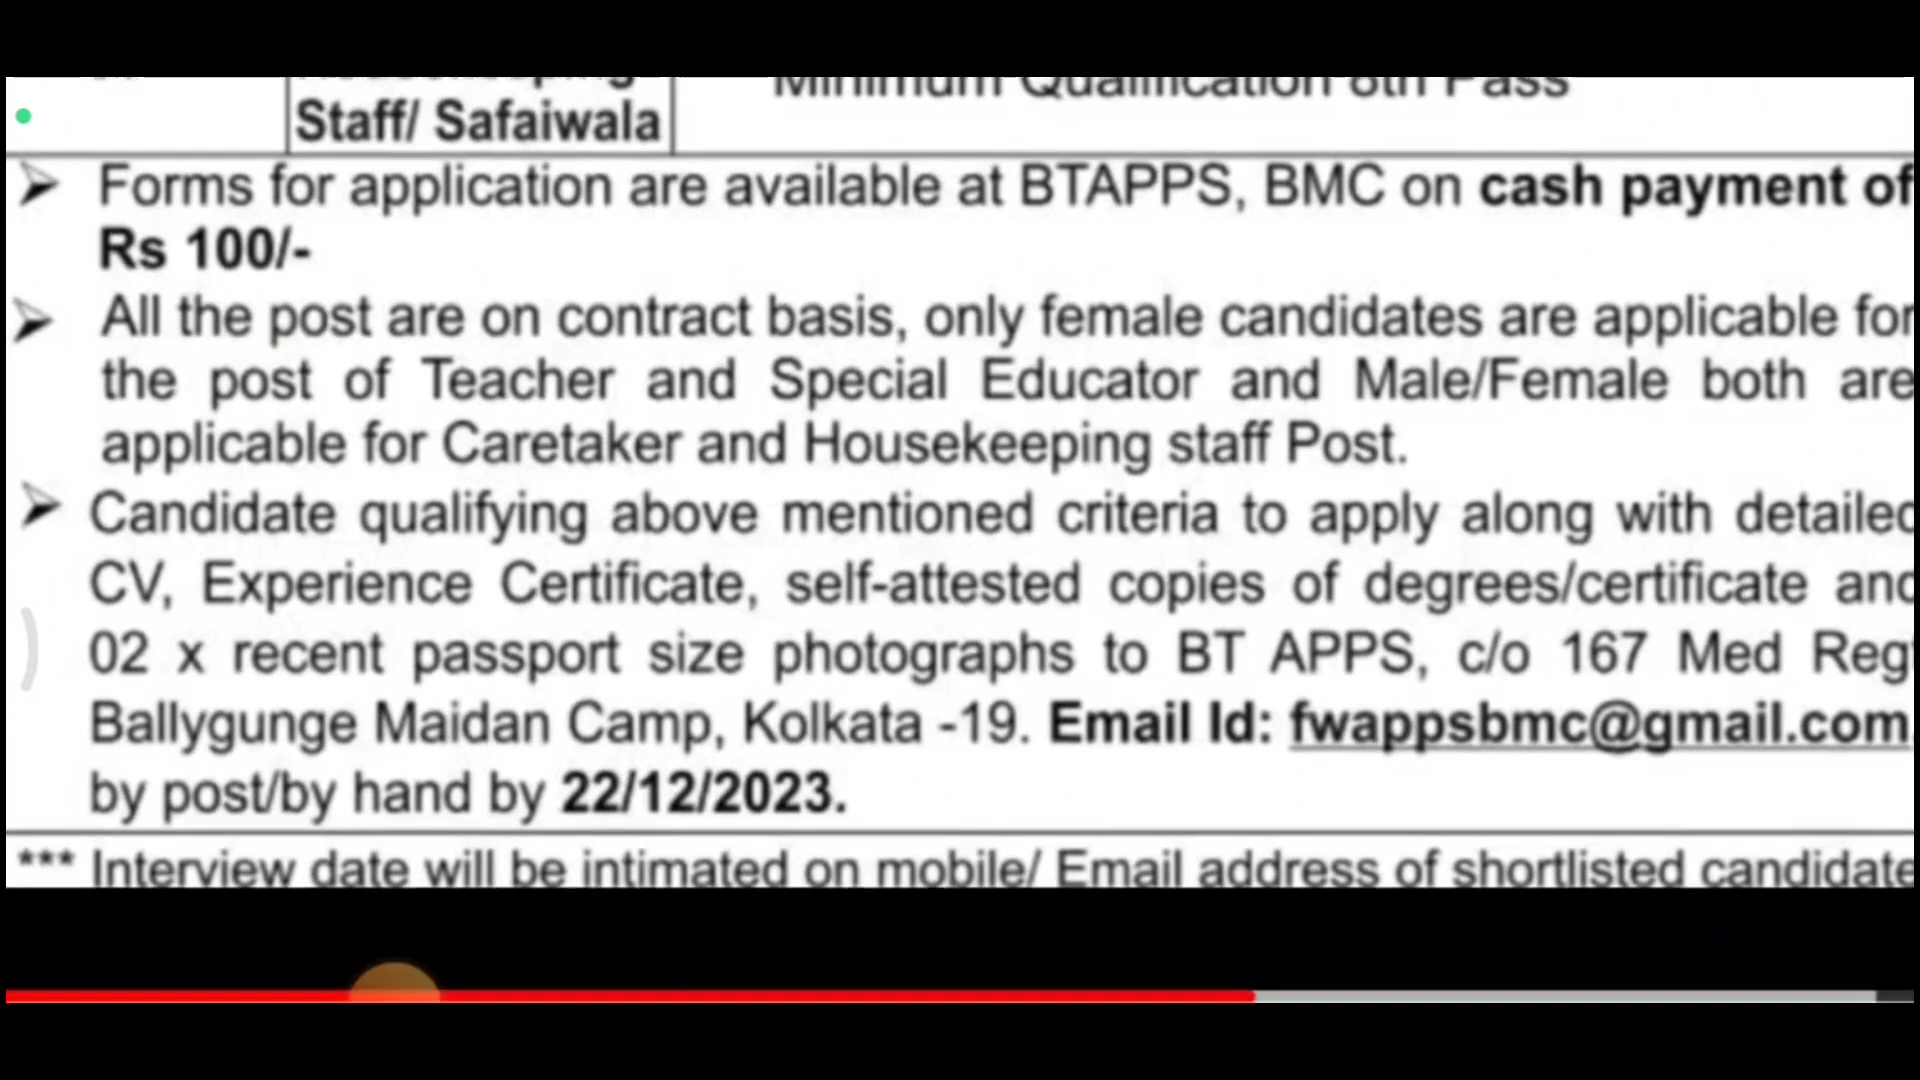 Staff/ Safaiwala
Minimum Qualification 8th Pass
Forms for application are available at BTAPPS, BMC on cash payment of
Rs 100/-
All the post are on contract basis, only female candidates are applicable for
the post of Teacher and Special Educator and Male/Female both are
applicable for Caretaker and Housekeeping staff Post.
Candidate qualifying above mentioned criteria to apply along with detailed
CV, Experience Certificate, self-attested copies of degrees/certificate and
02 x recent passport size photographs to BT APPS, c/o 167 Med Regt
Ballygunge Maidan Camp, Kolkata -19. Email Id: fwappsbmc@gmail.com
by post/by hand by 22/12/2023.
*** Interview date will be intimated on mobile/ Email address of shortlisted candidate